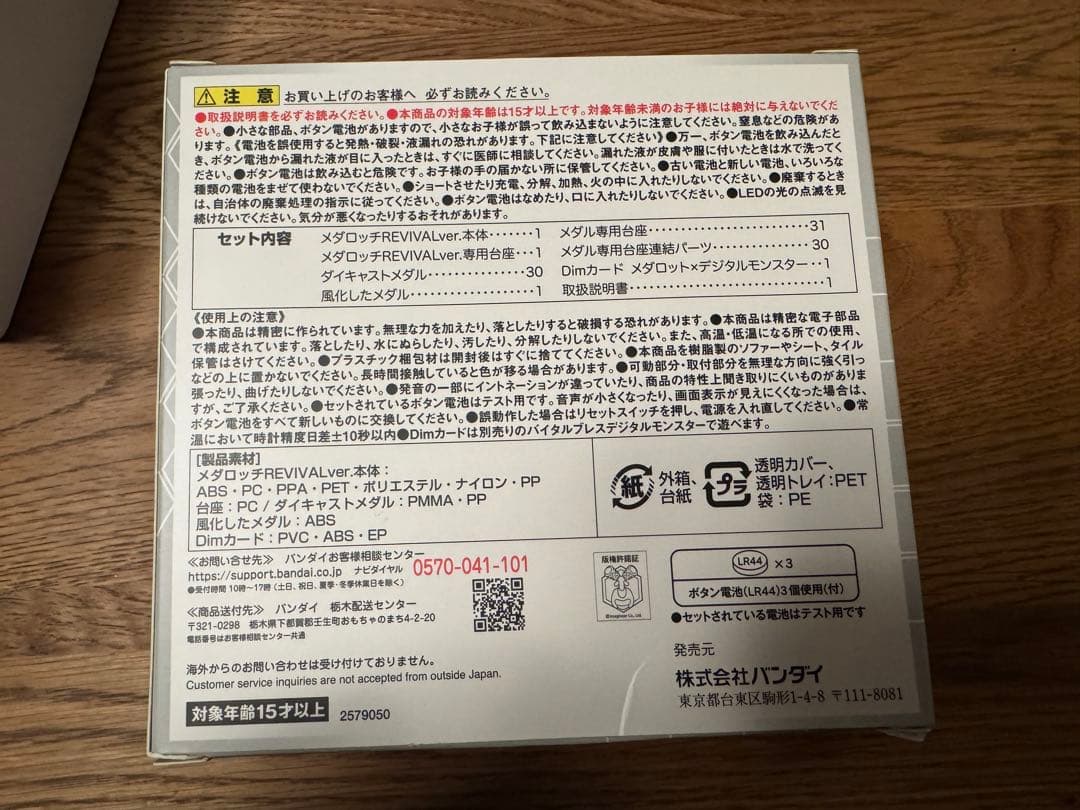 ⚠注意 お買い上げのお客様へ 必ずお読みください。
●取扱説明書を必ずお読みください。●本商品の対象年齢は15才以上です。対象年齢未満のお子様には絶対に与えないでくだ
さい。●小さな部品、ボタン電池がありますので、小さなお子様が誤って飲み込まないように注意してください。窒息などの危険があ
ります。《電池を誤使用すると発熱・破裂・液漏れの恐れがあります。下記に注意してください》●万一、ボタン電池を飲み込んだと
き、ボタン電池から漏れた液が目に入ったときは、すぐに医師に相談してください。漏れた液が皮膚や服に付いたときは水で洗ってく
ださい。●ボタン電池は飲み込むと危険です。お子様の手の届かない所に保管してください。●古い電池と新しい電池、いろいろな
種類の電池をまぜて使わないでください。●ショートさせたり充電、分解、加熱、火の中に入れたりしないでください。●廃棄するとき
は、自治体の廃棄処理の指示に従ってください。●ボタン電池はなめたり、口に入れたりしないでください。●LEDの光の点滅を見
続けないでください。気分が悪くなったりするおそれがあります。
セット内容
メダロッチREVIVALver.本体・・・・・・・1
メダロッチREVIVALver.専用台座・・・1
ダイキャストメダル・・・・・・・・・・・・・・・30
風化したメダル・・・・・・・・・・・・・・・・・・・1
メダル専用台座・・・・・・・・・・・・・・・・・・・31
メダル専用台座連結パーツ・・・・・・・・・・・30
Dimカード メダロット×デジタルモンスター・・1
取扱説明書・・・・・・・・・・・・・・・・・・・・・・・1
《使用上の注意》
●本商品は精密に作られています。無理な力を加えたり、落としたりすると破損する恐れがあります。●本商品は精密な電子部品
で構成されています。落としたり、水にぬらしたり、汚したり、分解したりしないでください。また、高温・低温になる所での使用、
保管はさけてください。●プラスチック梱包材は開封後はすぐに捨ててください。●本商品を樹脂製のソファーやシート、タイル
などの上に置かないでください。長時間接触していると色が移る場合があります。●可動部分・取付部分を無理な方向に強く引っ
張ったり、曲げたりしないでください。●発音の一部にイントネーションが違っていたり、商品の特性上聞き取りにくいものがありま
すが、ご了承ください。●セットされているボタン電池はテスト用です。音声が小さくなったり、画面表示が見えにくくなった場合は、
ボタン電池をすべて新しいものに交換してください。●誤動作した場合はリセットスイッチを押し、電源を入れ直してください。●常
温において時計精度日差±10秒以内●Dimカードは別売りのバイタルブレスデジタルモンスターで遊べます。
[製品素材]
メダロッチREVIVALver.本体：
ABS・PC・PPA・PET・ポリエステル・ナイロン・PP
台座：PC / ダイキャストメダル：PMMA・PP
風化したメダル：ABS
Dimカード：PVC・ABS・EP
紙
外箱、
台紙
プラ
透明カバー、
透明トレイ：PET
袋：PE
≪お問い合せ先≫ バンダイお客様相談センター
https://support.bandai.co.jp ナビダイヤル 0570-041-101
●受付時間 10時～17時（土、日、祝日、夏季・冬季休業日を除く）
≪商品送付先≫ バンダイ 栃木配送センター
〒321-0298 栃木県下都賀郡壬生町おもちゃのまち4-2-20
電話でのお問い合わせはお客様相談センター共通
版権許諾証
©Imagineer Co., Ltd.
LR44 ×3
ボタン電池(LR44)3個使用(付)
●セットされている電池はテスト用です
海外からのお問い合わせは受け付けておりません。
Customer service inquiries are not accepted from outside Japan.
対象年齢15才以上 2579050
発売元
株式会社バンダイ
東京都台東区駒形1-4-8 〒111-8081